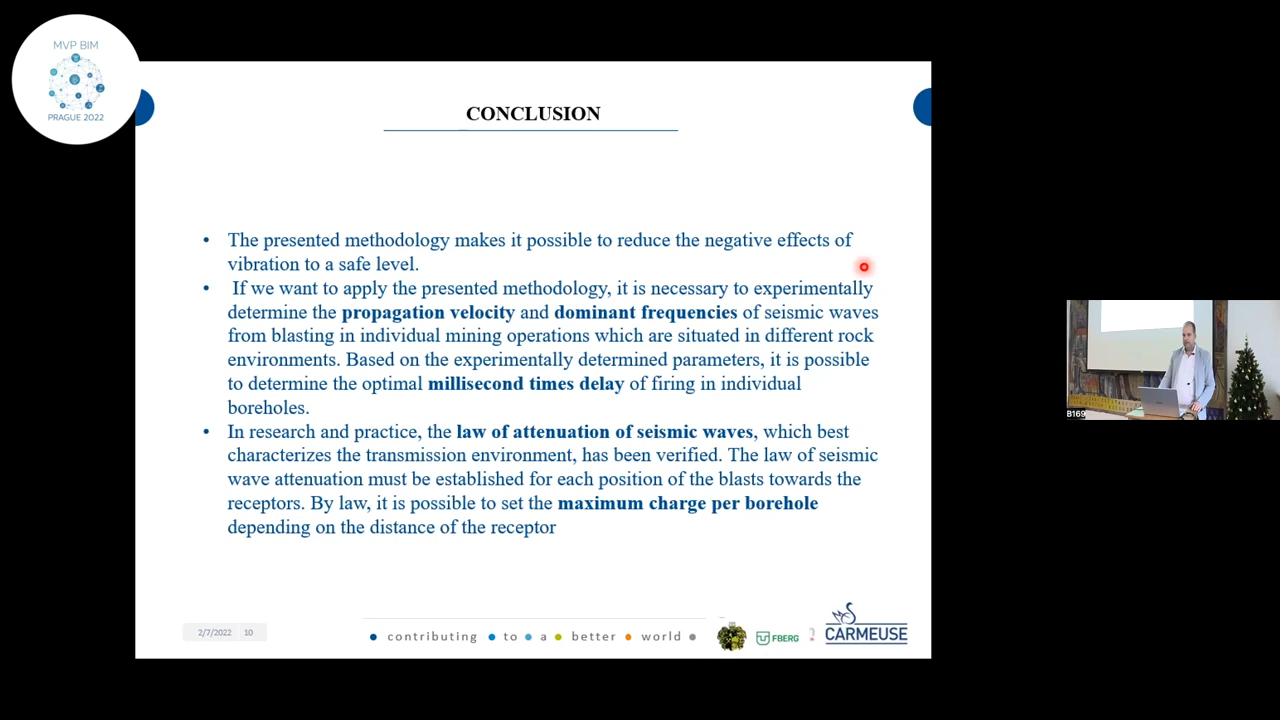 MVP BIM
PRAGUE 2022
CONCLUSION
• The presented methodology makes it possible to reduce the negative effects of
vibration to a safe level.
• If we want to apply the presented methodology, it is necessary to experimentally
determine the propagation velocity and dominant frequencies of seismic waves
from blasting in individual mining operations which are situated in different rock
environments. Based on the experimentally determined parameters, it is possible
to determine the optimal millisecond times delay of firing in individual
boreholes.
• In research and practice, the law of attenuation of seismic waves, which best
characterizes the transmission environment, has been verified. The law of seismic
wave attenuation must be established for each position of the blasts towards the
receptors. By law, it is possible to set the maximum charge per borehole
depending on the distance of the receptor
2/7/2022 10
• contributing • to • a • better • world •
FBERG
CARMEUSE
B169